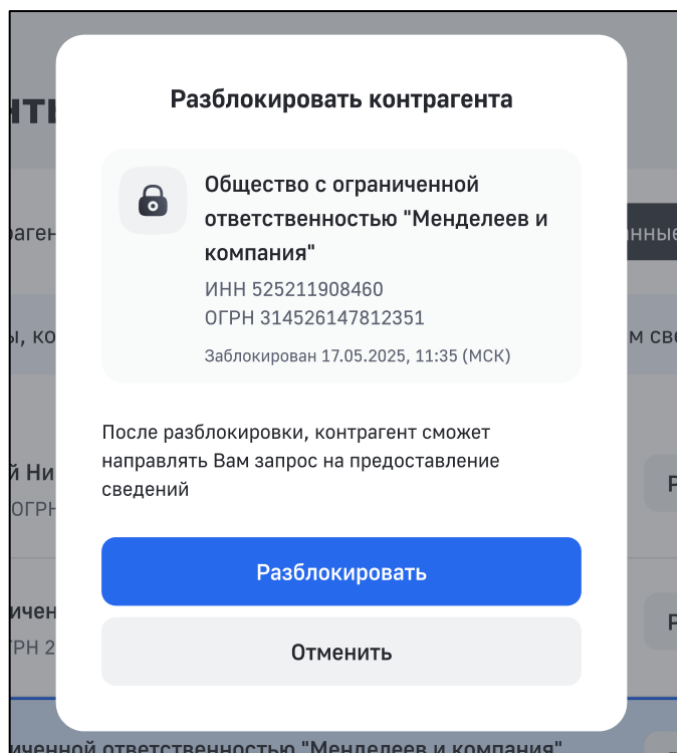 Разблокировать контрагента
Общество с ограниченной
ответственностью "Менделеев и
компания"
ИНН 525211908460
ОГРН 314526147812351
Заблокирован 17.05.2025, 11:35 (МСК)
После разблокировки, контрагент сможет
направлять Вам запрос на предоставление
сведений
Разблокировать
Отменить
ответственностью "Менделеев и компания"